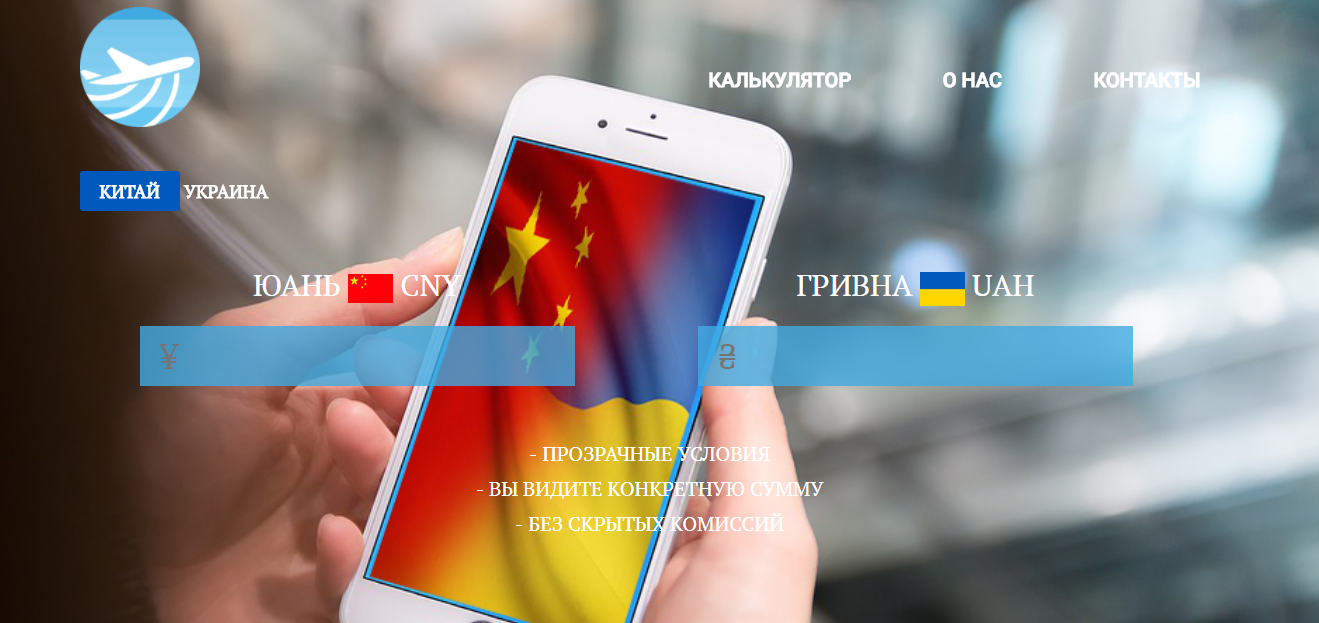 КАЛЬКУЛЯТОР О НАС КОНТАКТЫ
КИТАЙ УКРАИНА
ЮАНЬ CNY ГРИВНА UAH
¥ ₴
- ПРОЗРАЧНЫЕ УСЛОВИЯ
- ВЫ ВИДИТЕ КОНКРЕТНУЮ СУММУ
- БЕЗ СКРЫТЫХ КОМИССИЙ